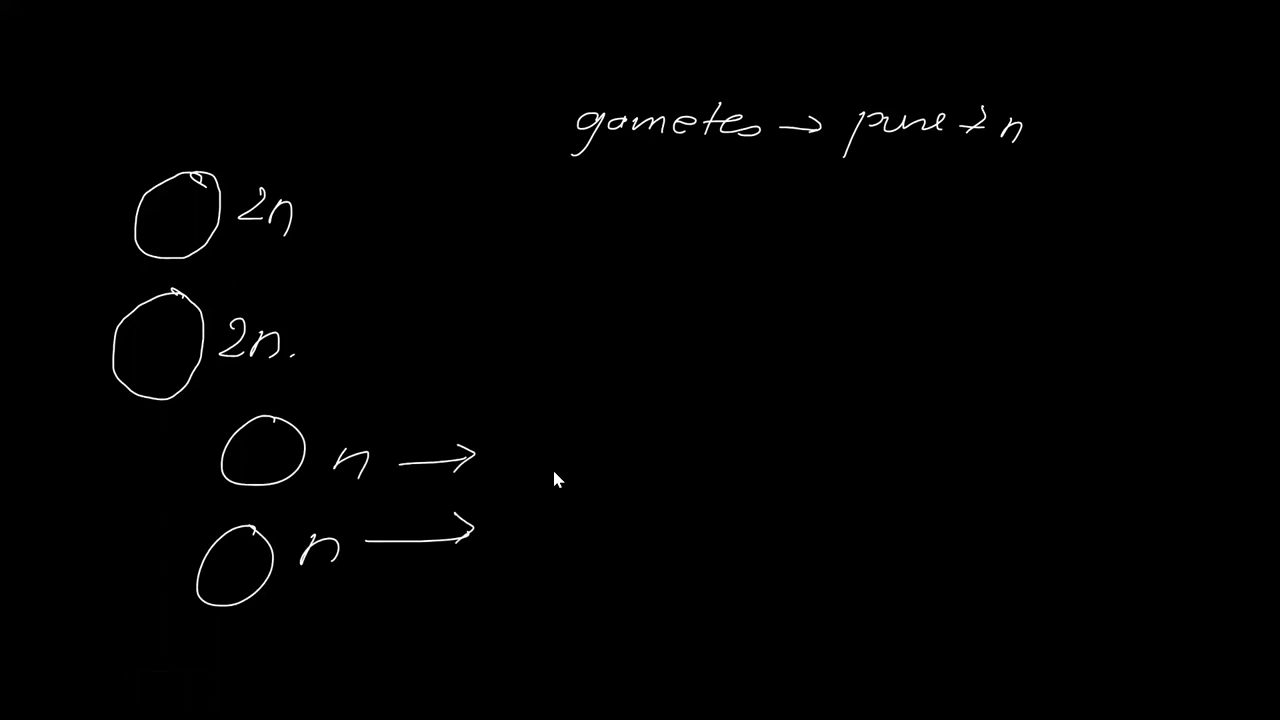 gametes → pure → n
2n
2n.
n →
n →